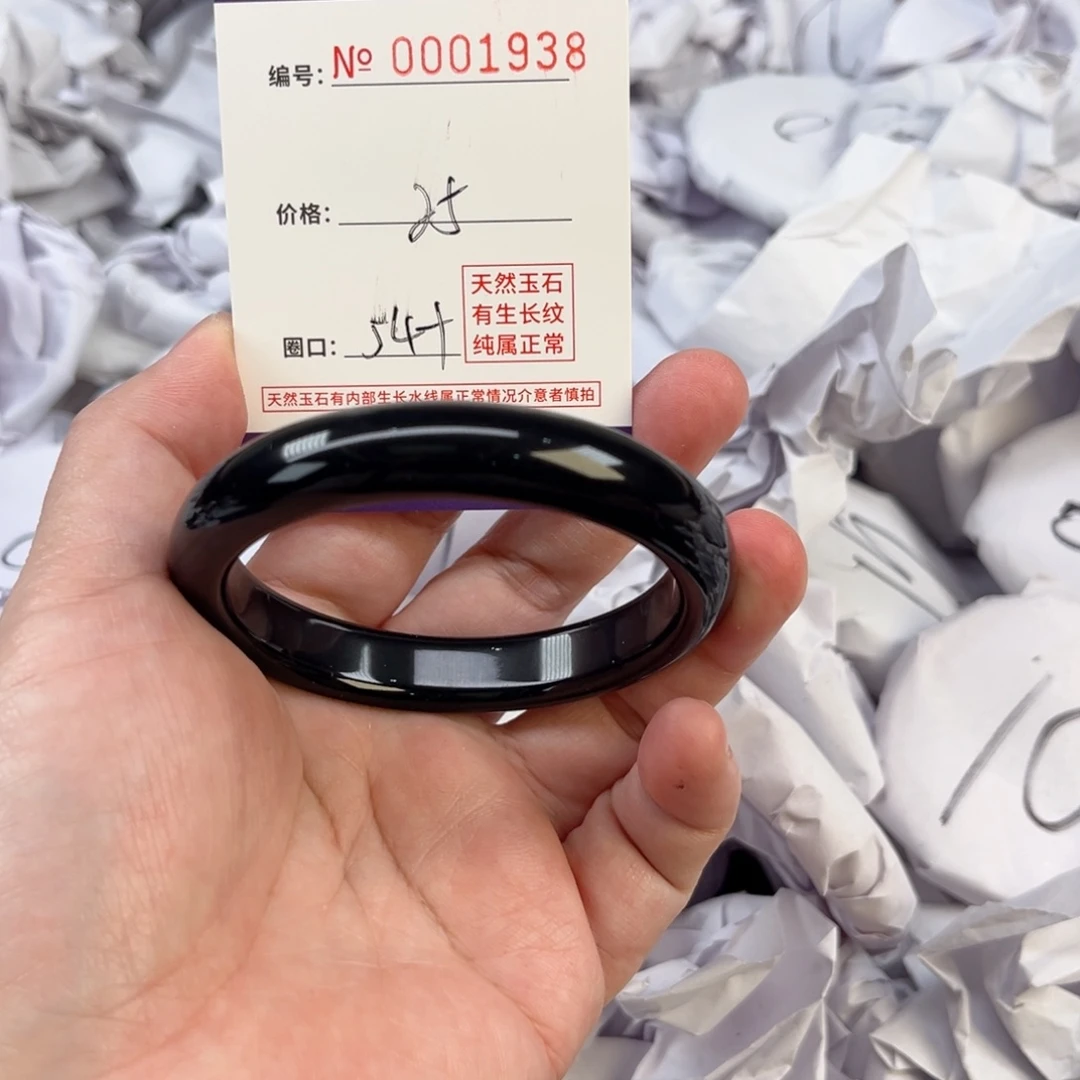 编号: Nº 0001938
价格: 25
圈口: 54+
天然玉石
有生长纹
纯属正常
天然玉石有内部生长水线属正常情况介意者慎拍
10